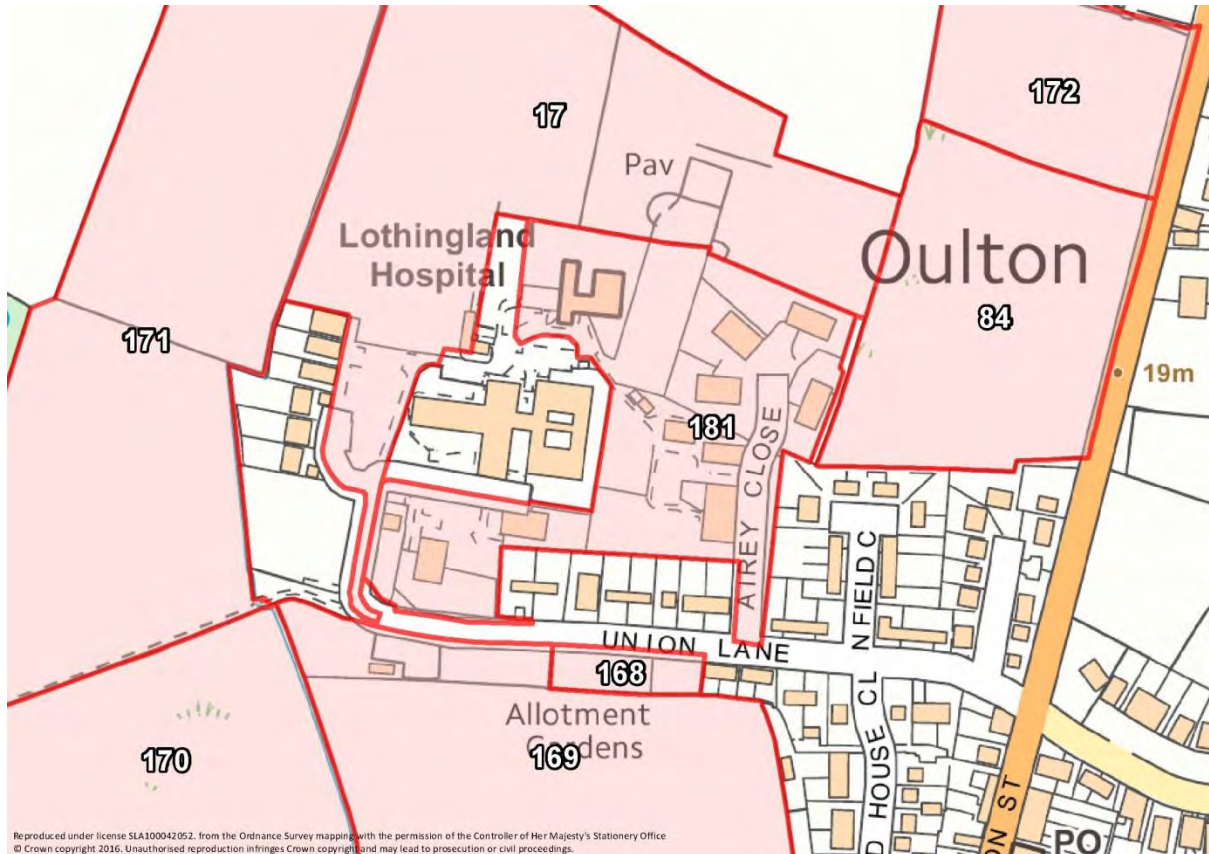 172
17
Pav
Lothingland
Hospital
Oulton
84
171
19m
181
AIREY CLOSE
NFIELD C
UNION LANE
168
Allotment
Gardens
169
170
D HOUSE CL
ON ST
PO
Reproduced under license SLA100042052. from the Ordnance Survey mapping with the permission of the Controller of Her Majesty's Stationery Office
© Crown copyright 2016. Unauthorised reproduction infringes Crown copyright and may lead to prosecution or civil proceedings.